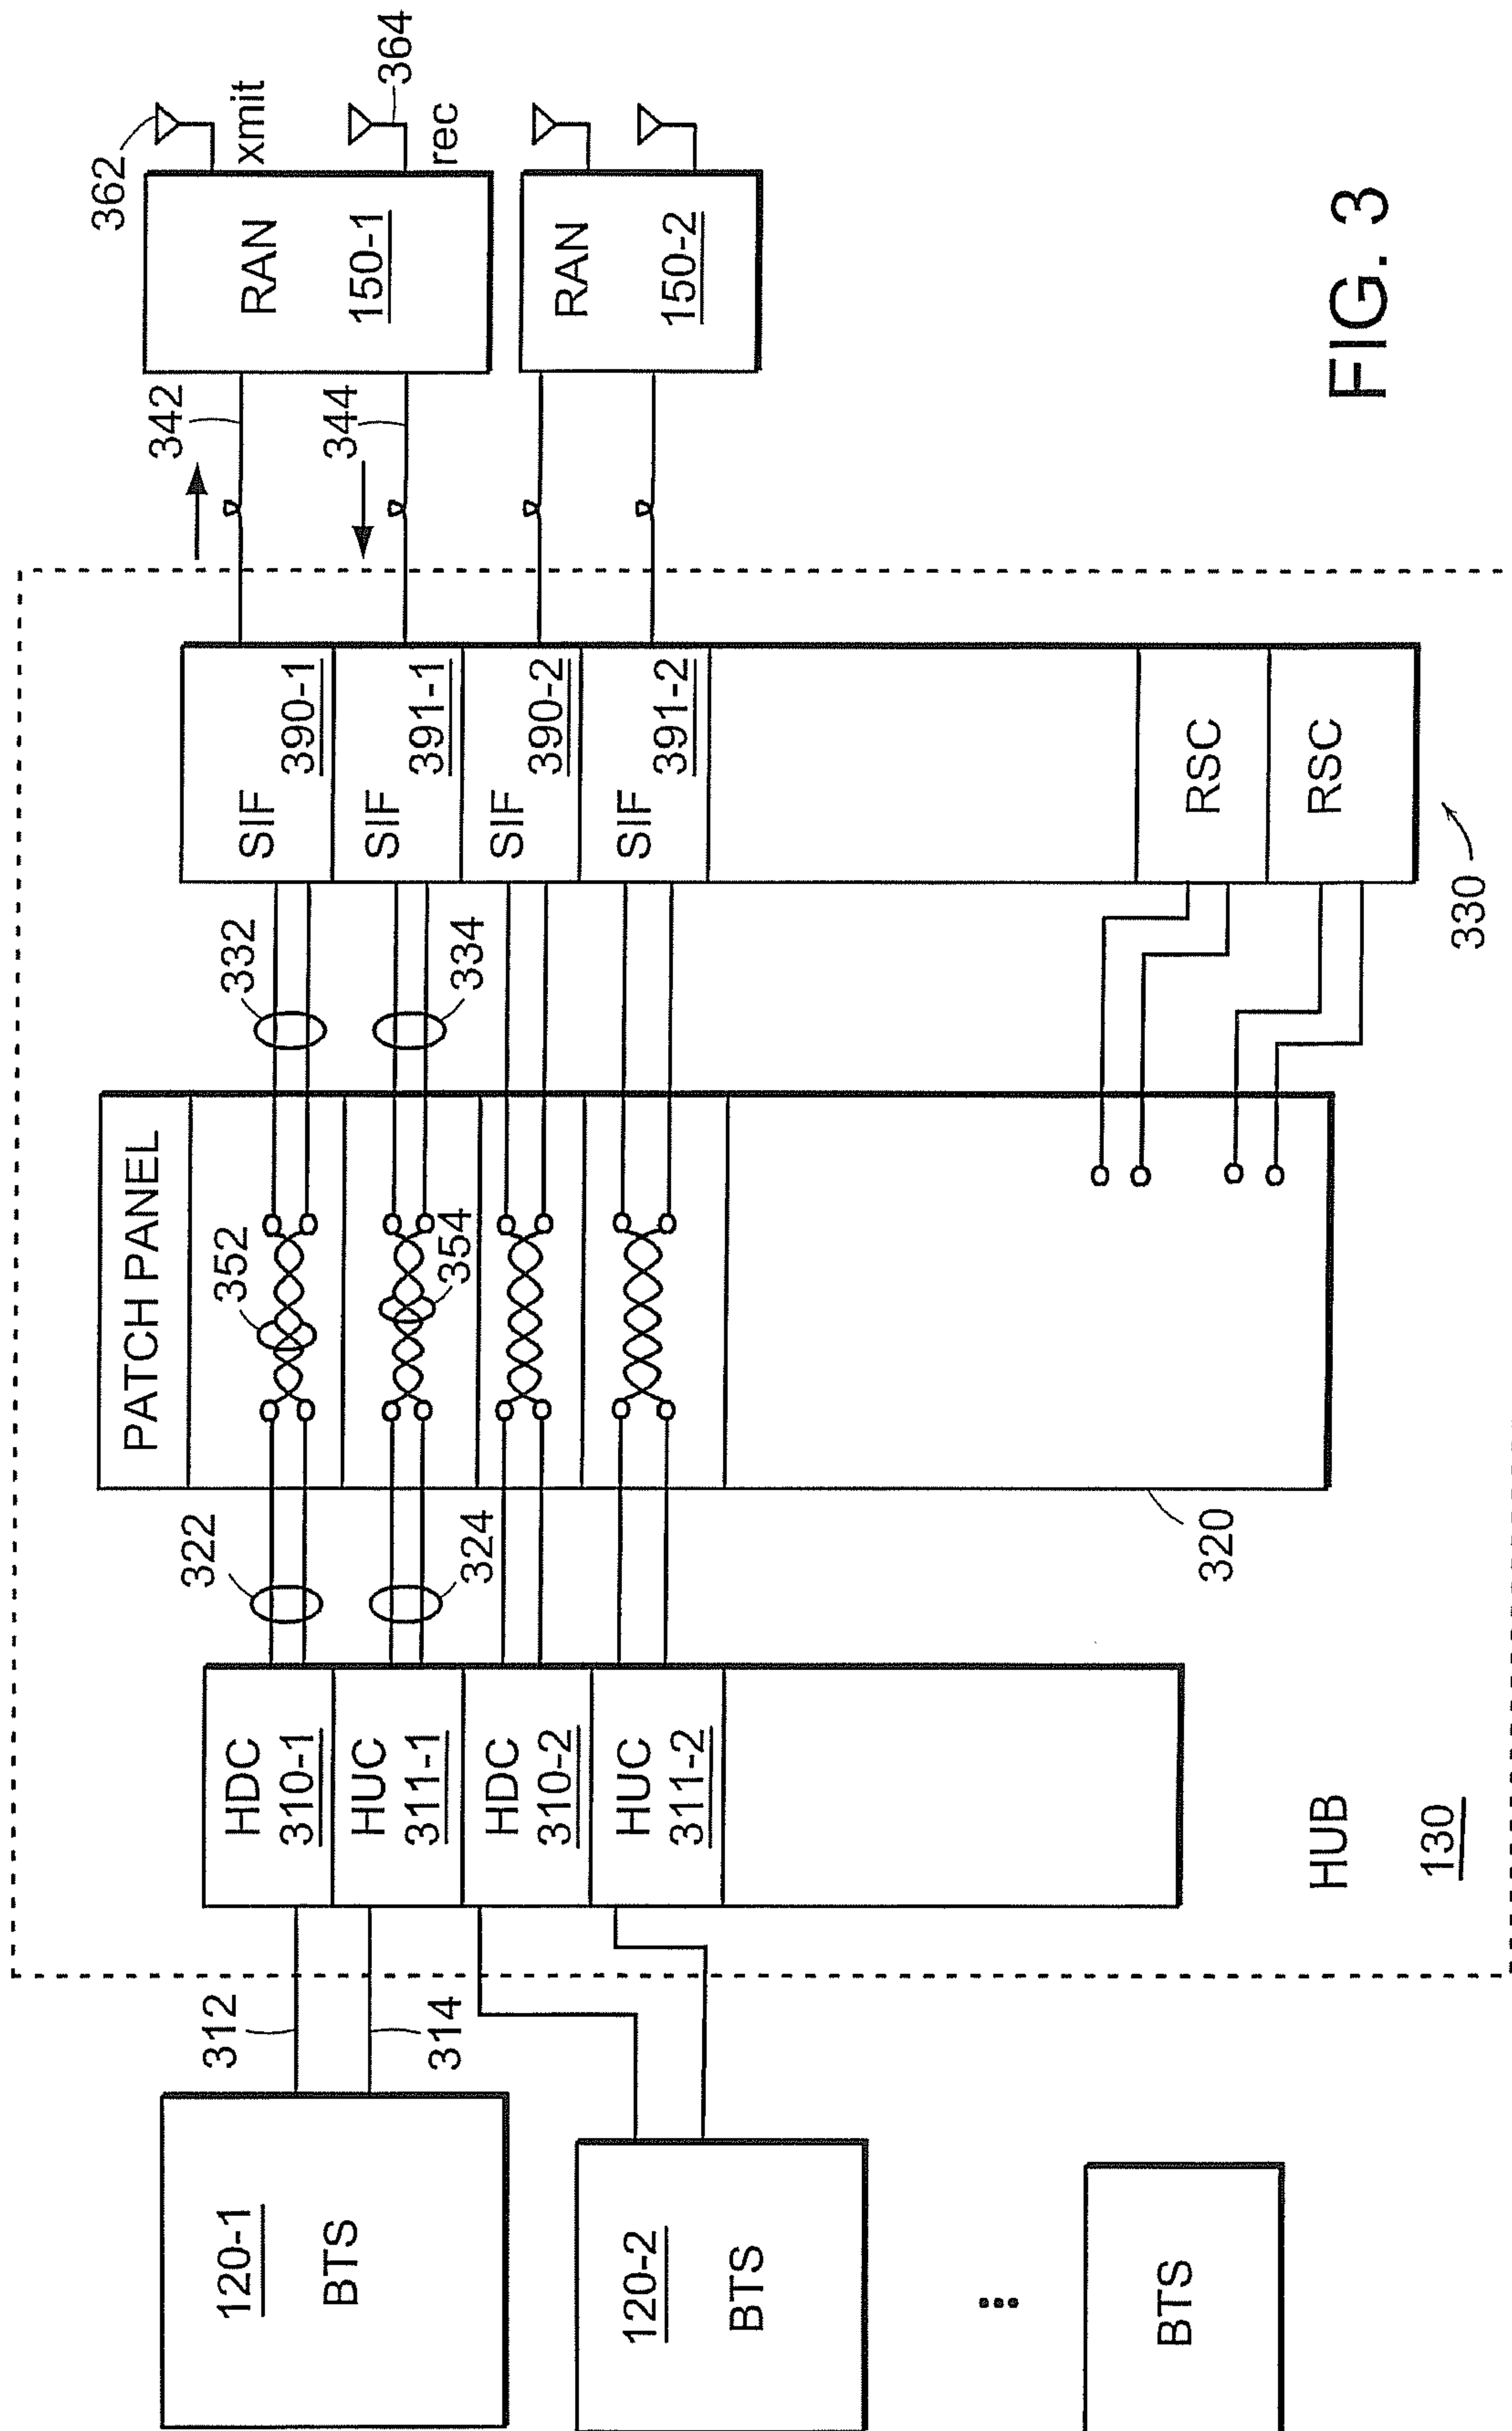 120-1
BTS
120-2
BTS
...
BTS
312
314
HUB
130
HDC
310-1
HUC
311-1
HDC
310-2
HUC
311-2
322
324
PATCH PANEL
352
354
320
332
334
SIF
390-1
SIF
391-1
SIF
390-2
SIF
391-2
RSC
RSC
330
342
344
RAN
150-1
RAN
150-2
362
xmit
364
rec
FIG. 3